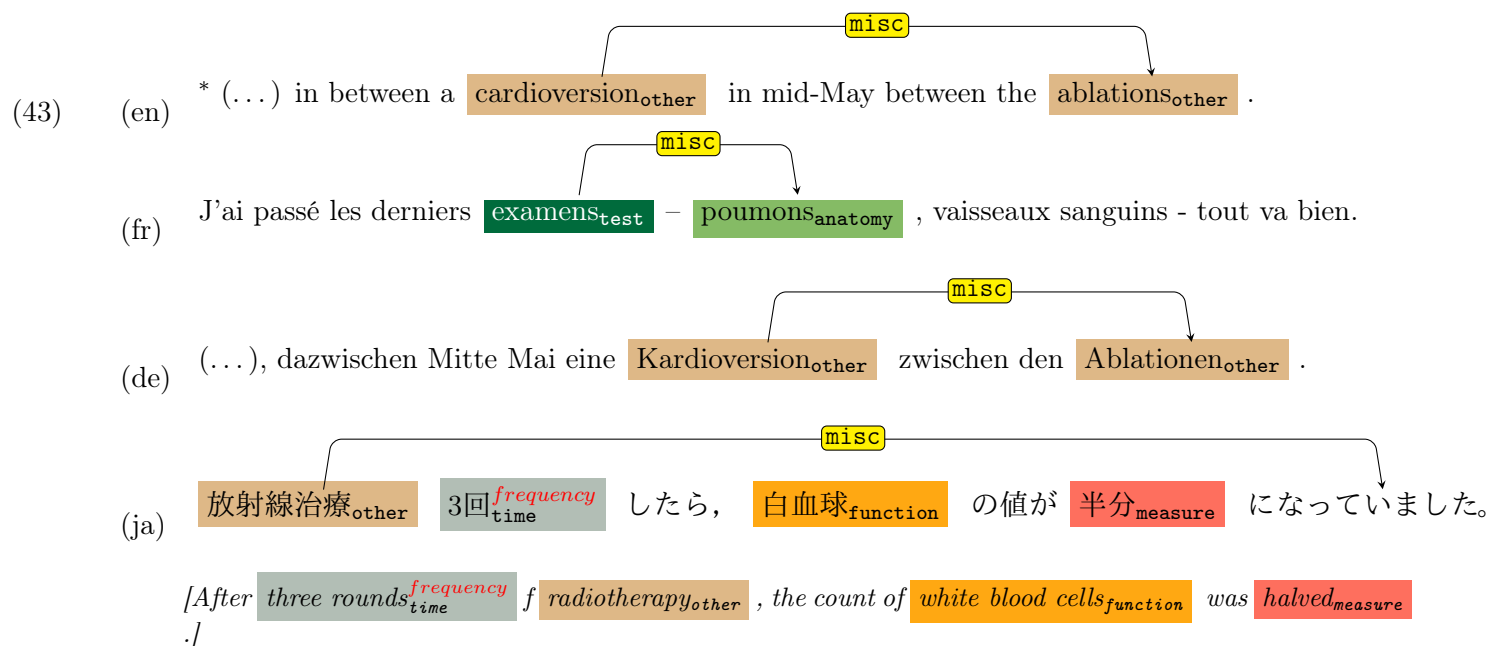 misc
(43) (en) * (...) in between a cardioversion other in mid-May between the ablations other .
misc
(fr) J'ai passé les derniers examens test – poumons anatomy , vaisseaux sanguins - tout va bien.
misc
(de) (...), dazwischen Mitte Mai eine Kardioversion other zwischen den Ablationen other .
misc
(ja) 放射線治療 other 3回 frequency time したら， 白血球 function の値が 半分 measure になっていました。
[After three rounds frequency time f radiotherapy other , the count of white blood cells function was halved measure
.]